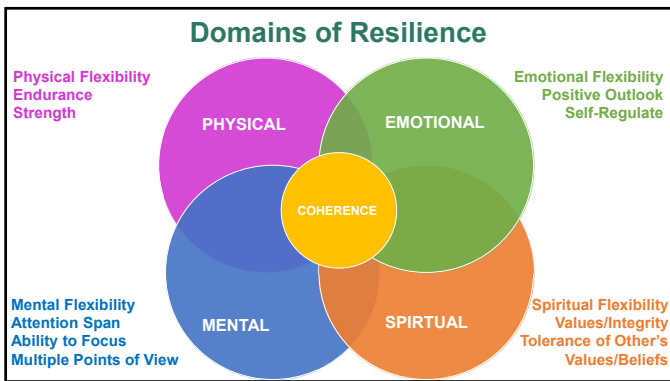 Domains of Resilience
Physical Flexibility
Endurance
Strength
Emotional Flexibility
Positive Outlook
Self-Regulate
PHYSICAL
EMOTIONAL
COHERENCE
MENTAL
SPIRTUAL
Mental Flexibility
Attention Span
Ability to Focus
Multiple Points of View
Spiritual Flexibility
Values/Integrity
Tolerance of Other's
Values/Beliefs